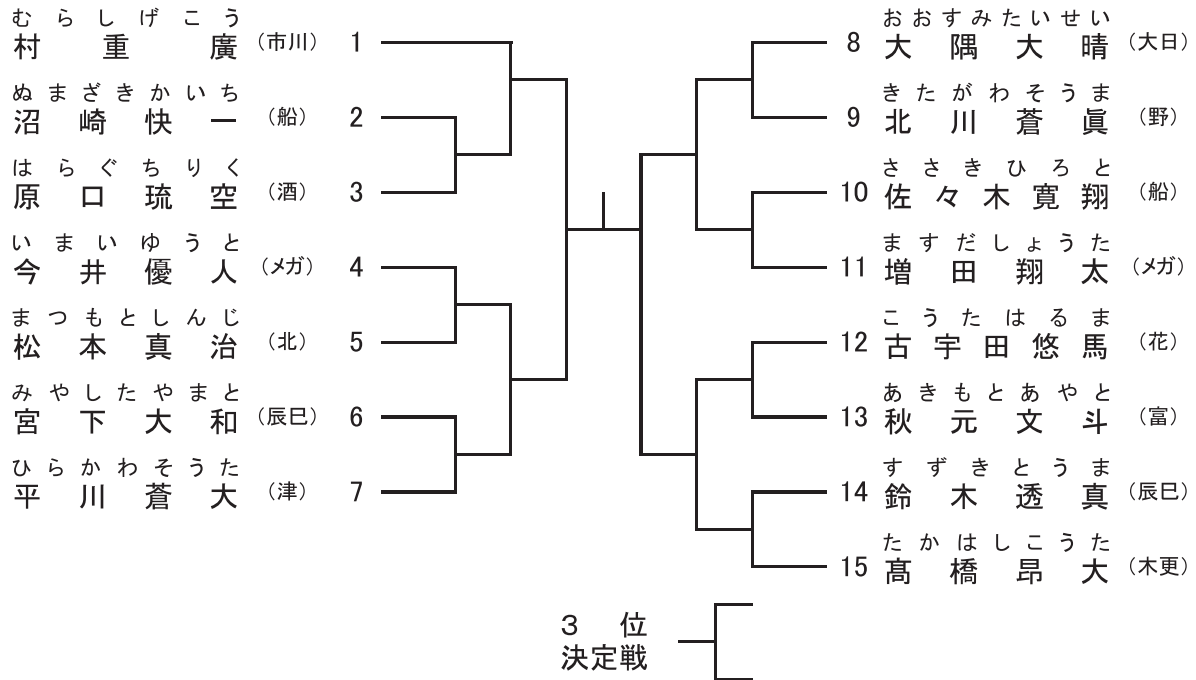 むらしげこう
村重廣 （市川） 1
ぬまざきかいち
沼崎快一 （船） 2
はらぐちりく
原口琉空 （酒） 3
いまいゆうと
今井優人 （メガ） 4
まつもとしんじ
松本真治 （北） 5
みやしたやまと
宮下大和 （辰巳） 6
ひらかわそうた
平川蒼大 （津） 7
おおすみたいせい
8 大隅大晴 （大日）
きたがわそうま
9 北川蒼眞 （野）
ささきひろと
10 佐々木寛翔 （船）
ますだしょうた
11 増田翔太 （メガ）
こうたはるま
12 古宇田悠馬 （花）
あきもとあやと
13 秋元文斗 （富）
すずきとうま
14 鈴木透真 （辰巳）
たかはしこうた
15 髙橋昂大 （木更）
3位
決定戦